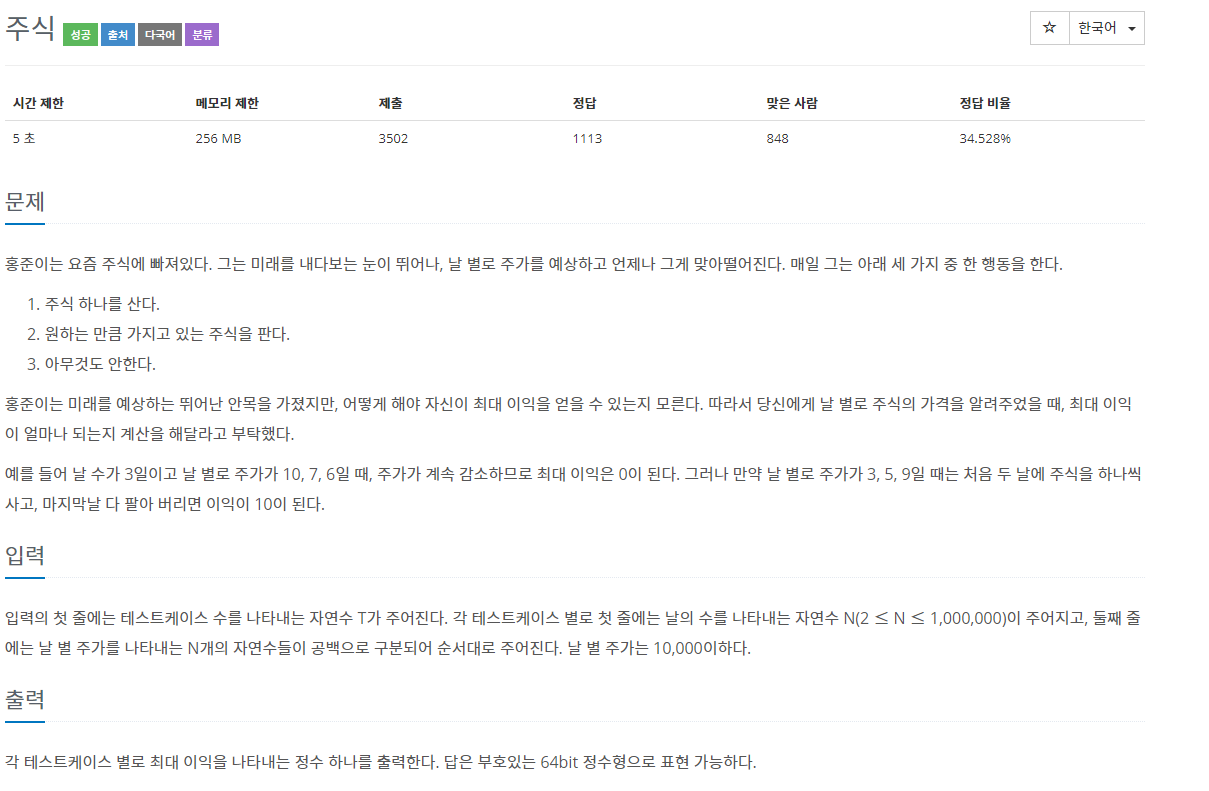 주식 성공 출처 다국어 분류 ☆ 한국어
시간 제한 메모리 제한 제출 정답 맞은 사람 정답 비율
5 초 256 MB 3502 1113 848 34.528%
문제
홍준이는 요즘 주식에 빠져있다. 그는 미래를 내다보는 눈이 뛰어나, 날 별로 주가를 예상하고 언제나 그게 맞아떨어진다. 매일 그는 아래 세 가지 중 한 행동을 한다.
1. 주식 하나를 산다.
2. 원하는 만큼 가지고 있는 주식을 판다.
3. 아무것도 안한다.
홍준이는 미래를 예상하는 뛰어난 안목을 가졌지만, 어떻게 해야 자신이 최대 이익을 얻을 수 있는지 모른다. 따라서 당신에게 날 별로 주식의 가격을 알려주었을 때, 최대 이익
이 얼마나 되는지 계산을 해달라고 부탁했다.
예를 들어 날 수가 3일이고 날 별로 주가가 10, 7, 6일 때, 주가가 계속 감소하므로 최대 이익은 0이 된다. 그러나 만약 날 별로 주가가 3, 5, 9일 때는 처음 두 날에 주식을 하나씩
사고, 마지막날 다 팔아 버리면 이익이 10이 된다.
입력
입력의 첫 줄에는 테스트케이스 수를 나타내는 자연수 T가 주어진다. 각 테스트케이스 별로 첫 줄에는 날의 수를 나타내는 자연수 N(2 ≤ N ≤ 1,000,000)이 주어지고, 둘째 줄
에는 날 별 주가를 나타내는 N개의 자연수들이 공백으로 구분되어 순서대로 주어진다. 날 별 주가는 10,000이하다.
출력
각 테스트케이스 별로 최대 이익을 나타내는 정수 하나를 출력한다. 답은 부호있는 64bit 정수형으로 표현 가능하다.